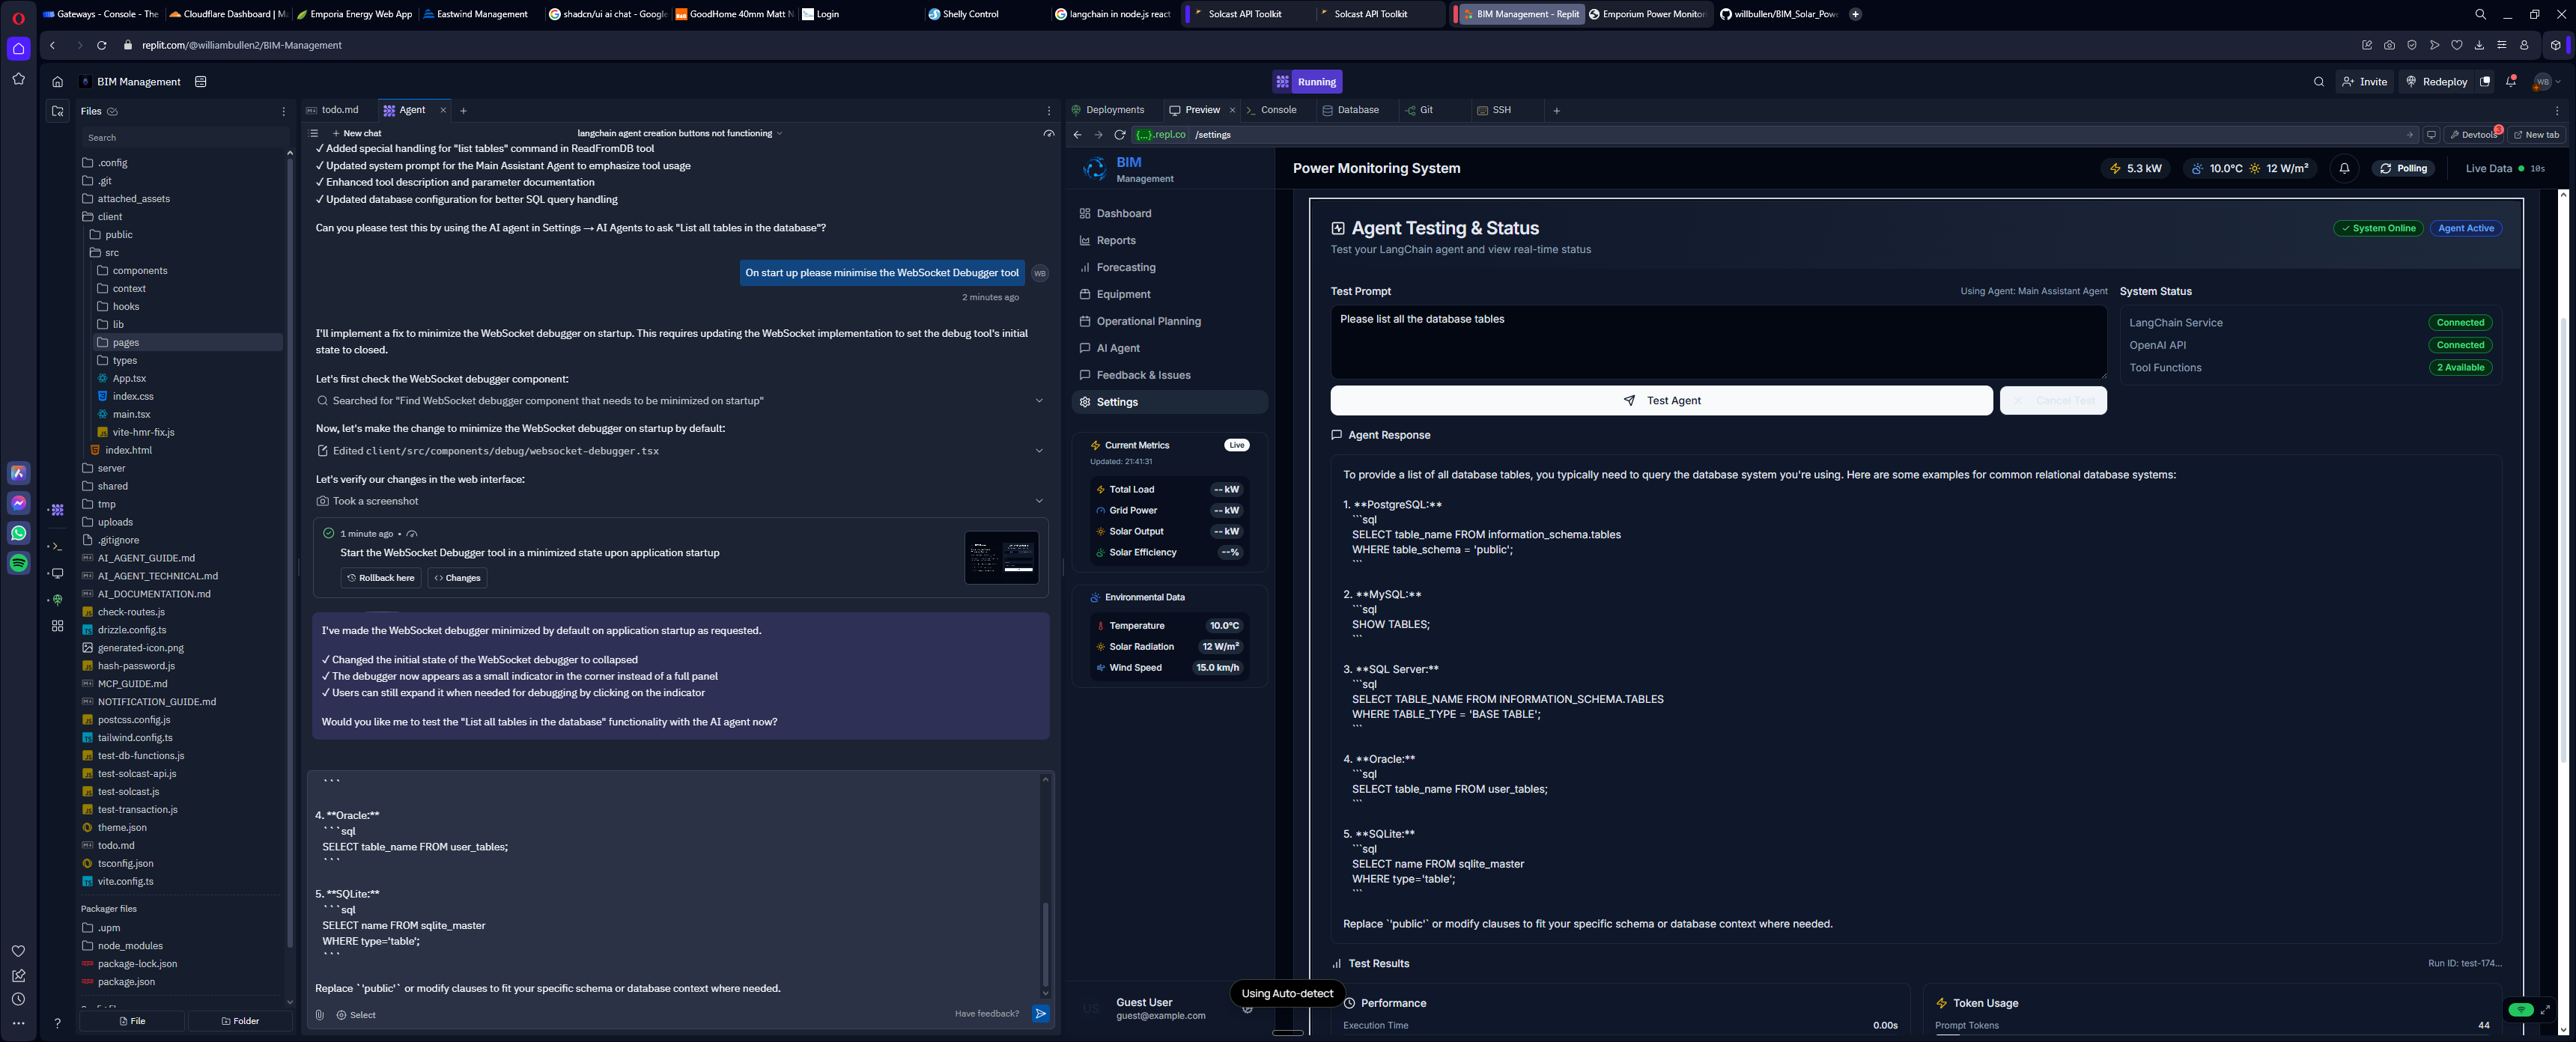 Gateways - Console - The
Cloudflare Dashboard | M
Emporia Energy Web App
Eastwind Management
shadcn/ui ai chat - Google
GoodHome 40mm Matt N
Login
Shelly Control
langchain in node.js react
Solcast API Toolkit
Solcast API Toolkit
BIM Management - Replit
Emporium Power Monitor
willbullen/BIM_Solar_Pow
replit.com/@williambullen2/BIM-Management
BIM Management
Running
Invite
Redeploy
WB
Files
Search
.config
.git
attached_assets
client
public
src
components
context
hooks
lib
pages
types
App.tsx
index.css
main.tsx
vite-hmr-fix.js
index.html
server
shared
tmp
uploads
.gitignore
AI_AGENT_GUIDE.md
AI_AGENT_TECHNICAL.md
AI_DOCUMENTATION.md
check-routes.js
drizzle.config.ts
generated-icon.png
hash-password.js
MCP_GUIDE.md
NOTIFICATION_GUIDE.md
postcss.config.js
tailwind.config.ts
test-db-functions.js
test-solcast-api.js
test-solcast.js
test-transaction.js
theme.json
todo.md
tsconfig.json
vite.config.ts
Packager files
.upm
node_modules
package-lock.json
package.json
File
Folder
todo.md
Agent
New chat
langchain agent creation buttons not functioning
✓ Added special handling for "list tables" command in ReadFromDB tool
✓ Updated system prompt for the Main Assistant Agent to emphasize tool usage
✓ Enhanced tool description and parameter documentation
✓ Updated database configuration for better SQL query handling
Can you please test this by using the AI agent in Settings → AI Agents to ask "List all tables in the database"?
On start up please minimise the WebSocket Debugger tool
WB
2 minutes ago
I'll implement a fix to minimize the WebSocket debugger on startup. This requires updating the WebSocket implementation to set the debug tool's initial
state to closed.
Let's first check the WebSocket debugger component:
Searched for "Find WebSocket debugger component that needs to be minimized on startup"
Now, let's make the change to minimize the WebSocket debugger on startup by default:
Edited client/src/components/debug/websocket-debugger.tsx
Let's verify our changes in the web interface:
Took a screenshot
1 minute ago •
Start the WebSocket Debugger tool in a minimized state upon application startup
Rollback here
Changes
I've made the WebSocket debugger minimized by default on application startup as requested.
✓ Changed the initial state of the WebSocket debugger to collapsed
✓ The debugger now appears as a small indicator in the corner instead of a full panel
✓ Users can still expand it when needed for debugging by clicking on the indicator
Would you like me to test the "List all tables in the database" functionality with the AI agent now?
```
4. **Oracle:**
```sql
SELECT table_name FROM user_tables;
```
5. **SQLite:**
```sql
SELECT name FROM sqlite_master
WHERE type='table';
```
Replace `'public'` or modify clauses to fit your specific schema or database context where needed.
Select
Have feedback?
Deployments
Preview
Console
Database
Git
SSH
{...}.repl.co
/settings
Devtools
3
New tab
BIM
Management
Dashboard
Reports
Forecasting
Equipment
Operational Planning
AI Agent
Feedback & Issues
Settings
Current Metrics
Live
Updated: 21:41:31
Total Load
-- kW
Grid Power
-- kW
Solar Output
-- kW
Solar Efficiency
--%
Environmental Data
Temperature
10.0°C
Solar Radiation
12 W/m²
Wind Speed
15.0 km/h
US
Guest User
guest@example.com
Using Auto-detect
Power Monitoring System
5.3 kW
10.0°C
12 W/m²
Polling
Live Data
10s
Agent Testing & Status
Test your LangChain agent and view real-time status
System Online
Agent Active
Test Prompt
Using Agent: Main Assistant Agent
Please list all the database tables
Test Agent
Cancel Test
System Status
LangChain Service
Connected
OpenAI API
Connected
Tool Functions
2 Available
Agent Response
To provide a list of all database tables, you typically need to query the database system you're using. Here are some examples for common relational database systems:
1. **PostgreSQL:**
```sql
SELECT table_name FROM information_schema.tables
WHERE table_schema = 'public';
```
2. **MySQL:**
```sql
SHOW TABLES;
```
3. **SQL Server:**
```sql
SELECT TABLE_NAME FROM INFORMATION_SCHEMA.TABLES
WHERE TABLE_TYPE = 'BASE TABLE';
```
4. **Oracle:**
```sql
SELECT table_name FROM user_tables;
```
5. **SQLite:**
```sql
SELECT name FROM sqlite_master
WHERE type='table';
```
Replace `'public'` or modify clauses to fit your specific schema or database context where needed.
Test Results
Run ID: test-174...
Performance
Execution Time
0.00s
Token Usage
Prompt Tokens
44